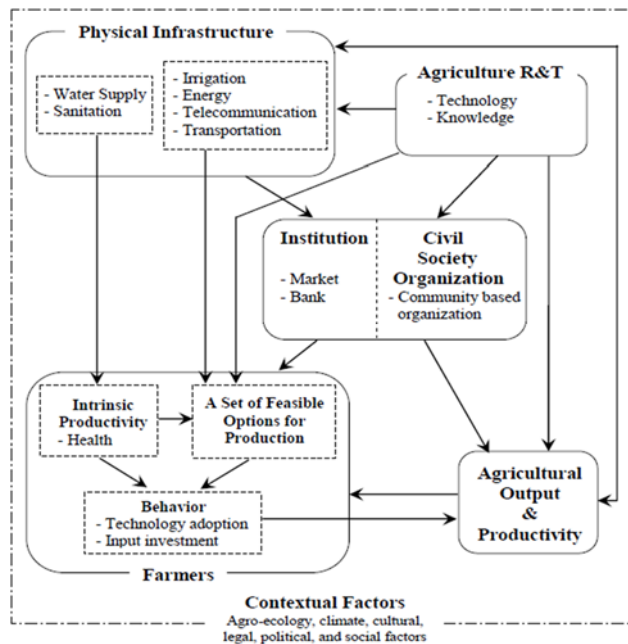 Physical Infrastructure
- Water Supply
- Sanitation
- Irrigation
- Energy
- Telecommunication
- Transportation
Agriculture R&T
- Technology
- Knowledge
Institution
- Market
- Bank
Civil
Society
Organization
- Community based
organization
Intrinsic
Productivity
- Health
A Set of Feasible
Options for
Production
Behavior
- Technology adoption
- Input investment
Farmers
Agricultural
Output
&
Productivity
Contextual Factors
Agro-ecology, climate, cultural,
legal, political, and social factors